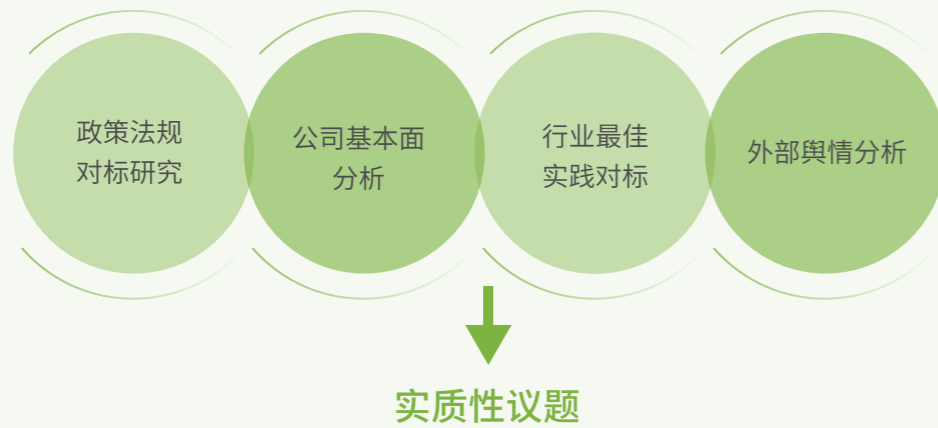 政策法规
对标研究
公司基本面
分析
行业最佳
实践对标
外部舆情分析
实质性议题